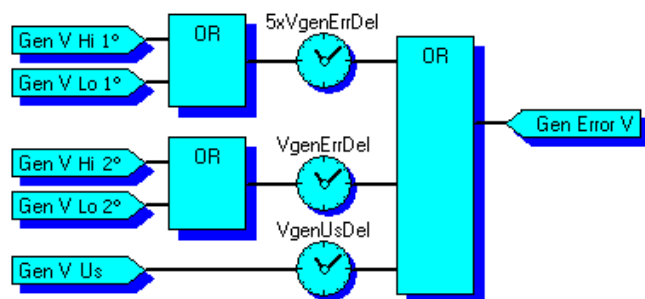 5xVgenErrDel
Gen V Hi 1°
OR
OR
Gen V Lo 1°
Gen Error V
VgenErrDel
Gen V Hi 2°
OR
Gen V Lo 2°
VgenUsDel
Gen V Us